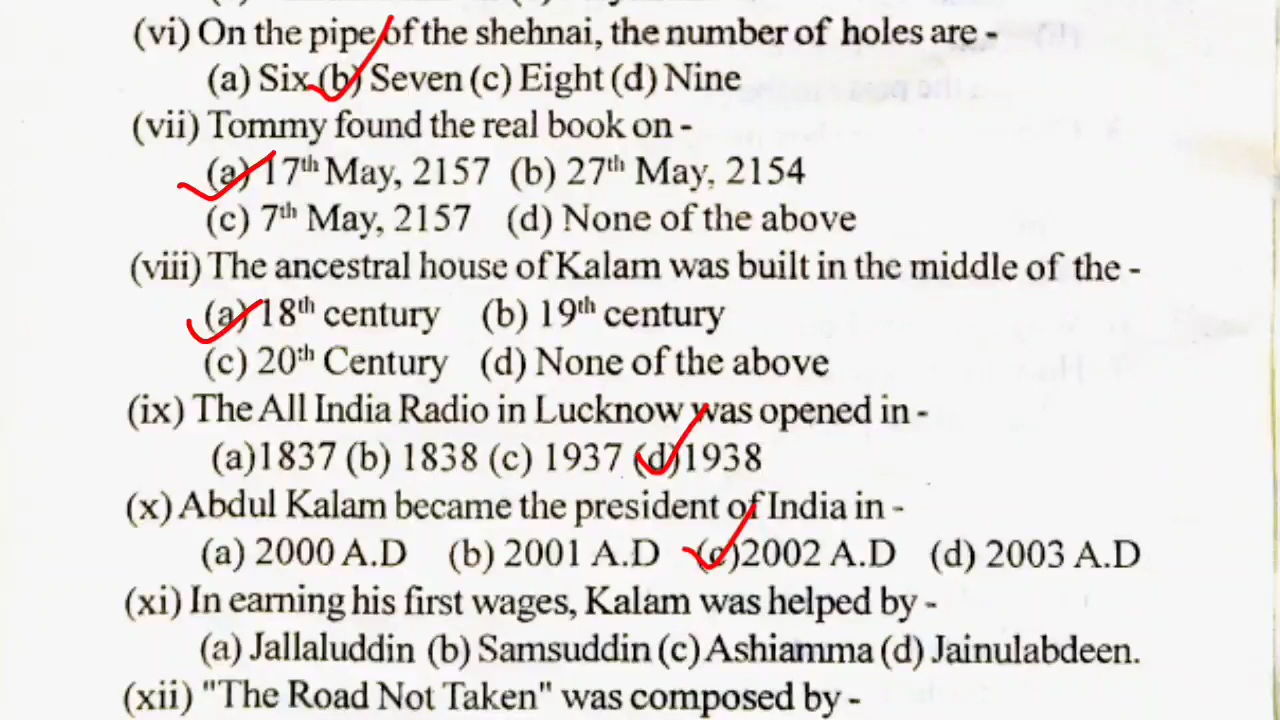 (vi) On the pipe of the shehnai, the number of holes are -
(a) Six (b) Seven (c) Eight (d) Nine
(vii) Tommy found the real book on -
(a) 17th May, 2157 (b) 27th May, 2154
(c) 7th May, 2157 (d) None of the above
(viii) The ancestral house of Kalam was built in the middle of the -
(a) 18th century (b) 19th century
(c) 20th Century (d) None of the above
(ix) The All India Radio in Lucknow was opened in -
(a)1837 (b) 1838 (c) 1937 (d)1938
(x) Abdul Kalam became the president of India in -
(a) 2000 A.D (b) 2001 A.D (c)2002 A.D (d) 2003 A.D
(xi) In earning his first wages, Kalam was helped by -
(a) Jallaluddin (b) Samsuddin (c) Ashiamma (d) Jainulabdeen.
(xii) "The Road Not Taken" was composed by -